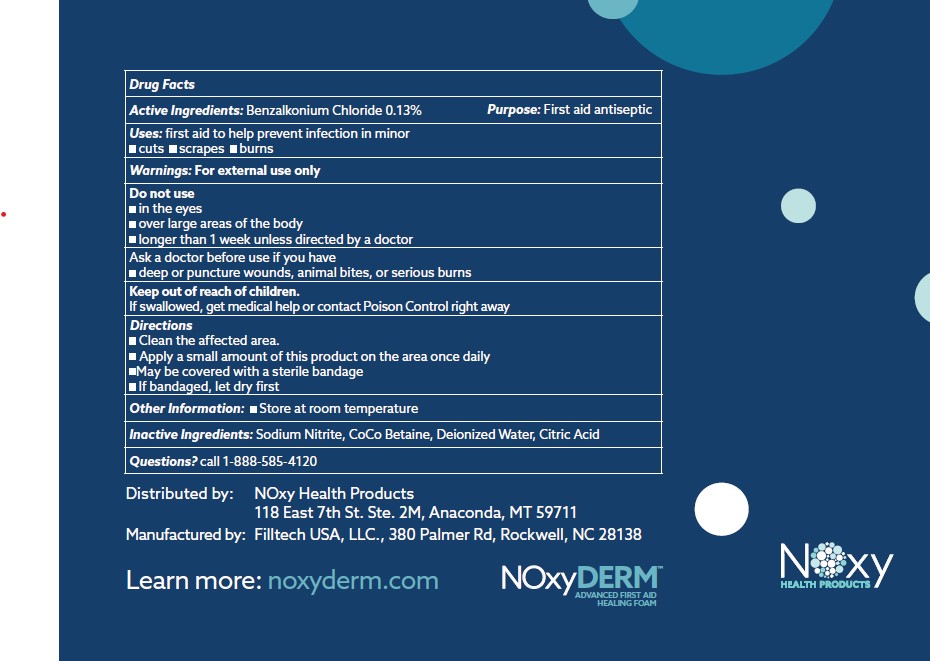 Drug Facts
Active Ingredients: Benzalkonium Chloride 0.13% Purpose: First aid antiseptic
Uses: first aid to help prevent infection in minor
■ cuts ■ scrapes ■ burns
Warnings: For external use only
Do not use
■ in the eyes
■ over large areas of the body
■ longer than 1 week unless directed by a doctor
Ask a doctor before use if you have
■ deep or puncture wounds, animal bites, or serious burns
Keep out of reach of children.
If swallowed, get medical help or contact Poison Control right away
Directions
■ Clean the affected area.
■ Apply a small amount of this product on the area once daily
■May be covered with a sterile bandage
■ If bandaged, let dry first
Other Information: ■ Store at room temperature
Inactive Ingredients: Sodium Nitrite, CoCo Betaine, Deionized Water, Citric Acid
Questions? call 1-888-585-4120
Distributed by: NOxy Health Products
118 East 7th St. Ste. 2M, Anaconda, MT 59711
Manufactured by: Filltech USA, LLC., 380 Palmer Rd, Rockwell, NC 28138
Learn more: noxyderm.com
NOxyDERM™
ADVANCED FIRST AID
HEALING FOAM
NOxy
HEALTH PRODUCTS